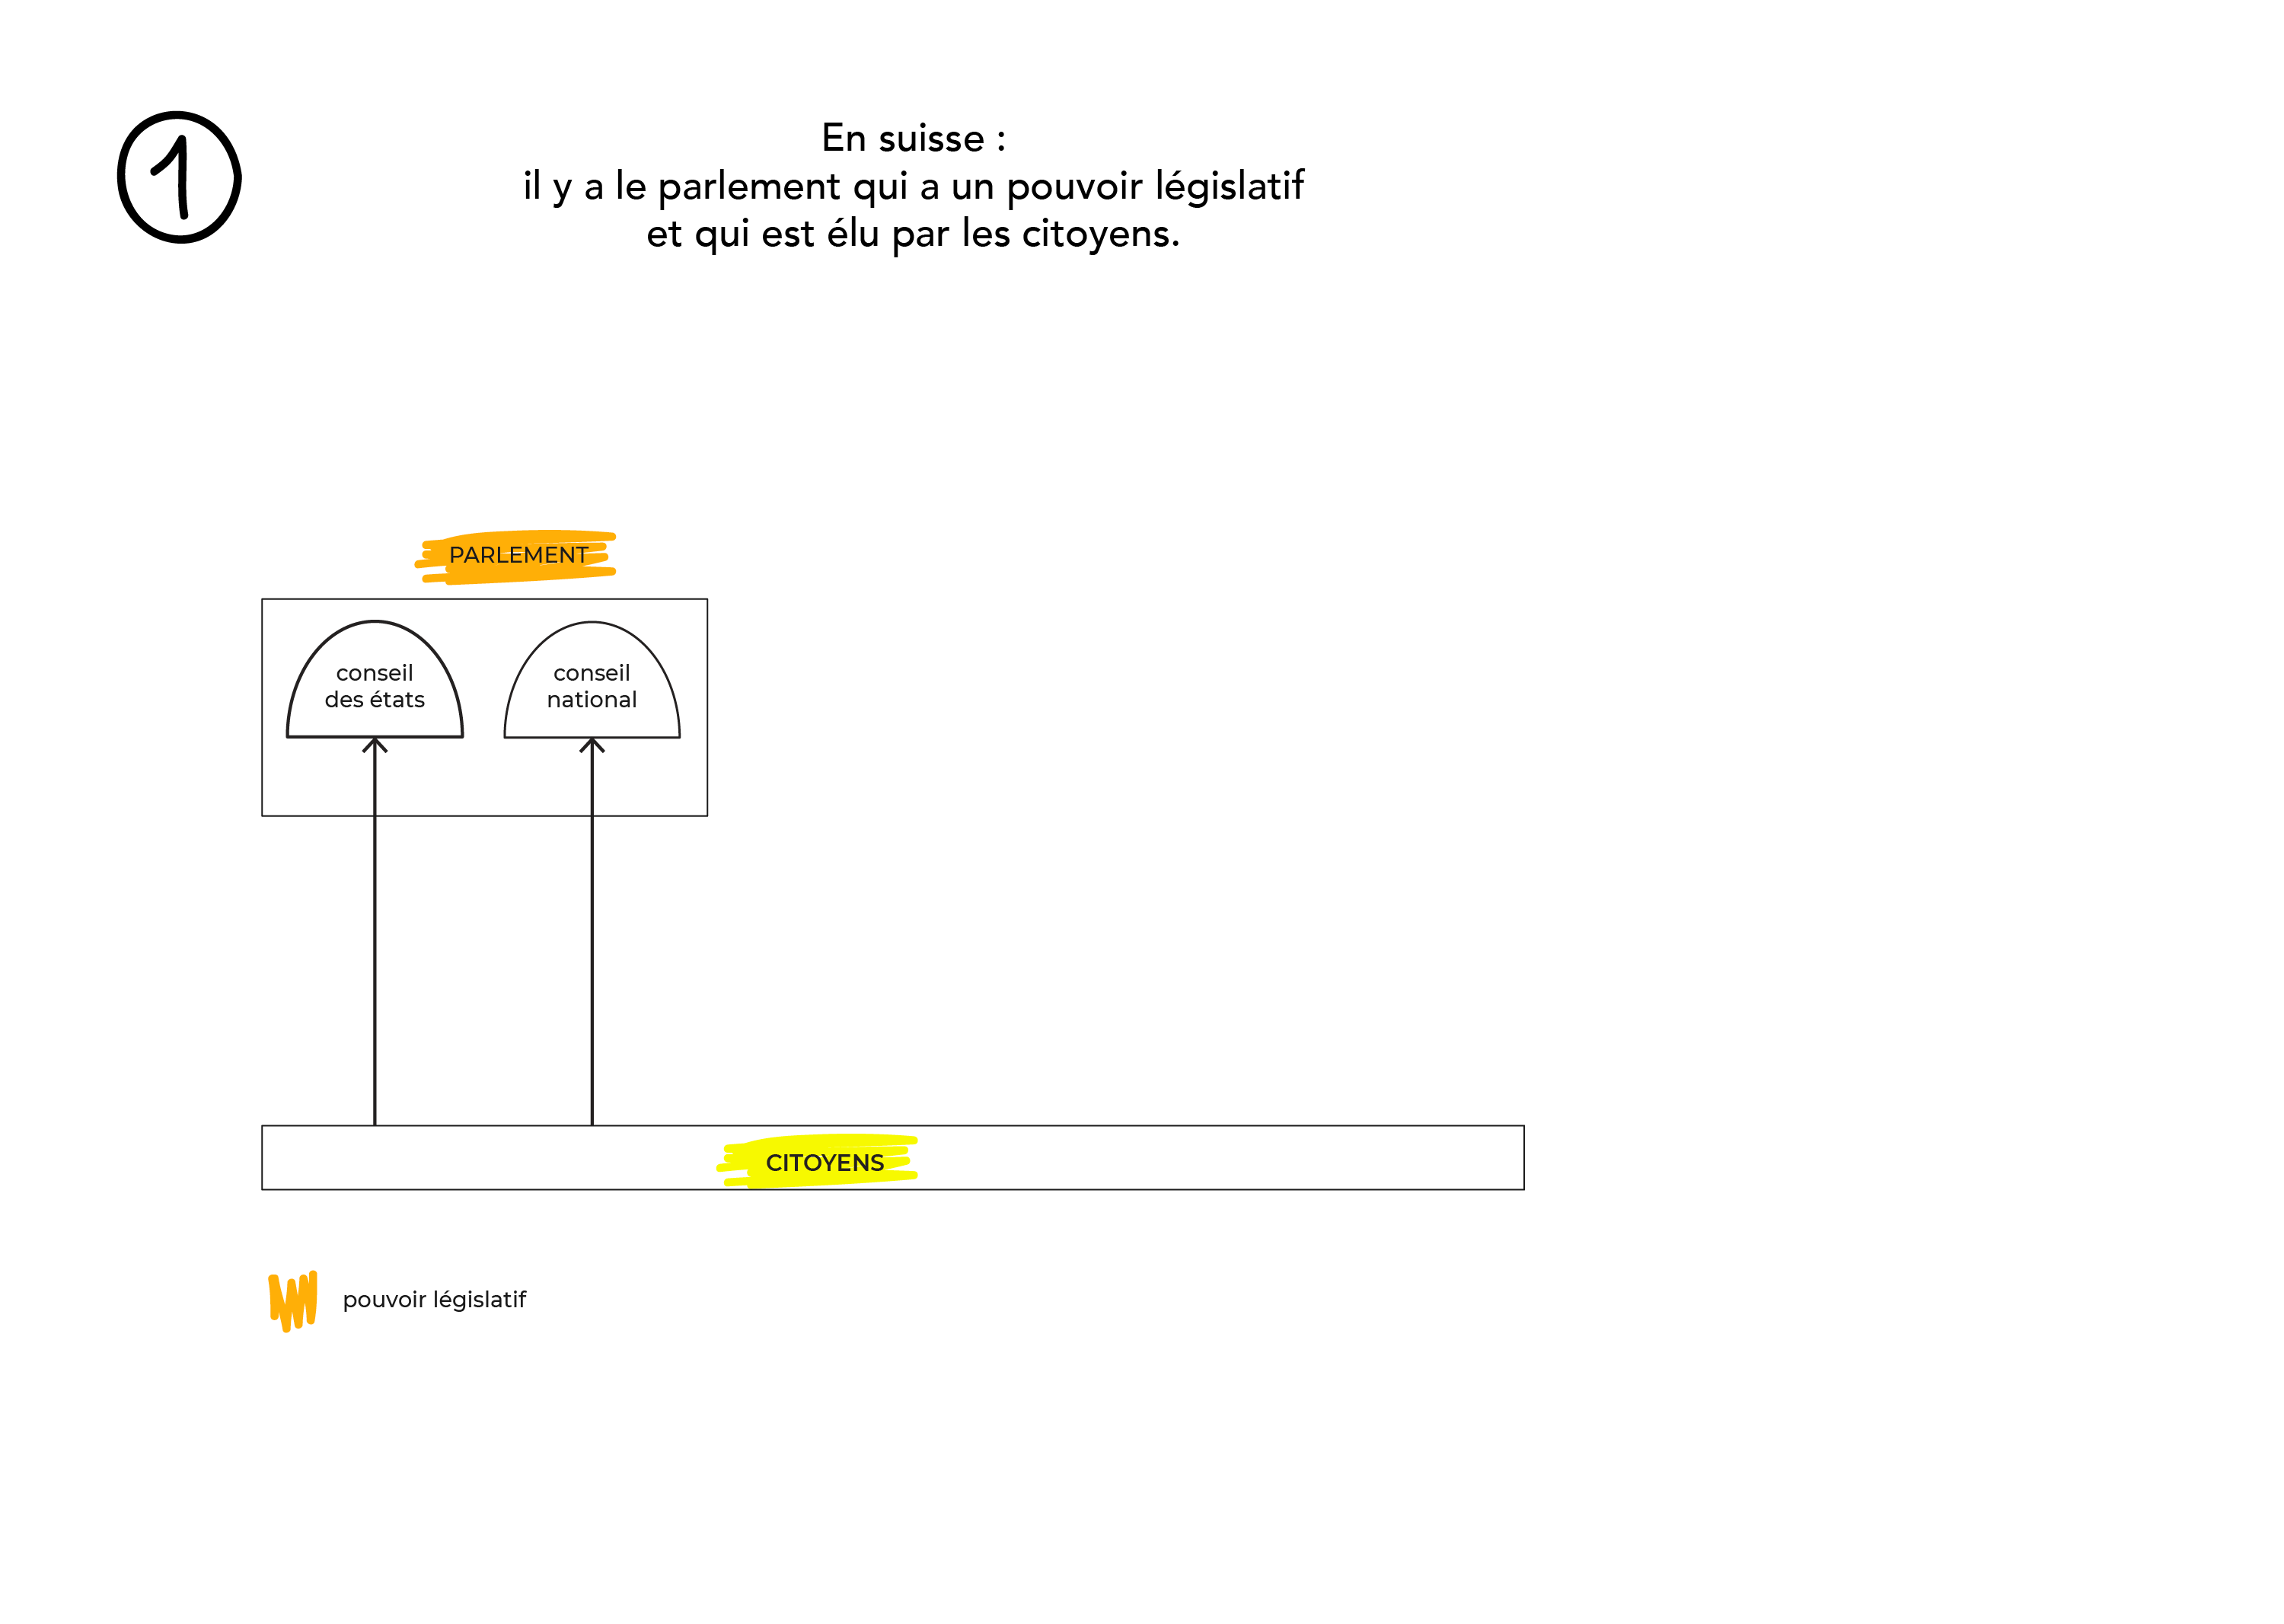 1
En suisse :
il y a le parlement qui a un pouvoir législatif
et qui est élu par les citoyens.
PARLEMENT
conseil
des états
conseil
national
CITOYENS
pouvoir législatif